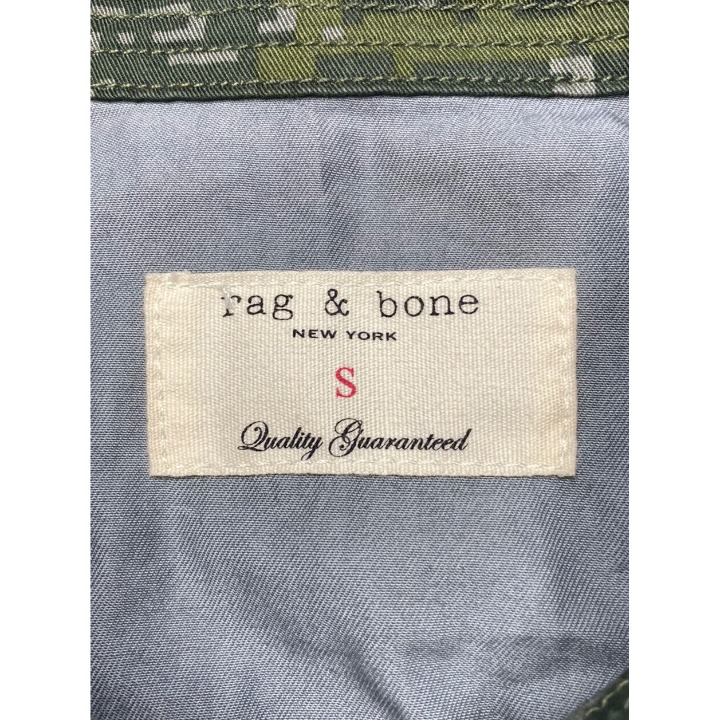 rag & bone
NEW YORK
S
Quality Guaranteed